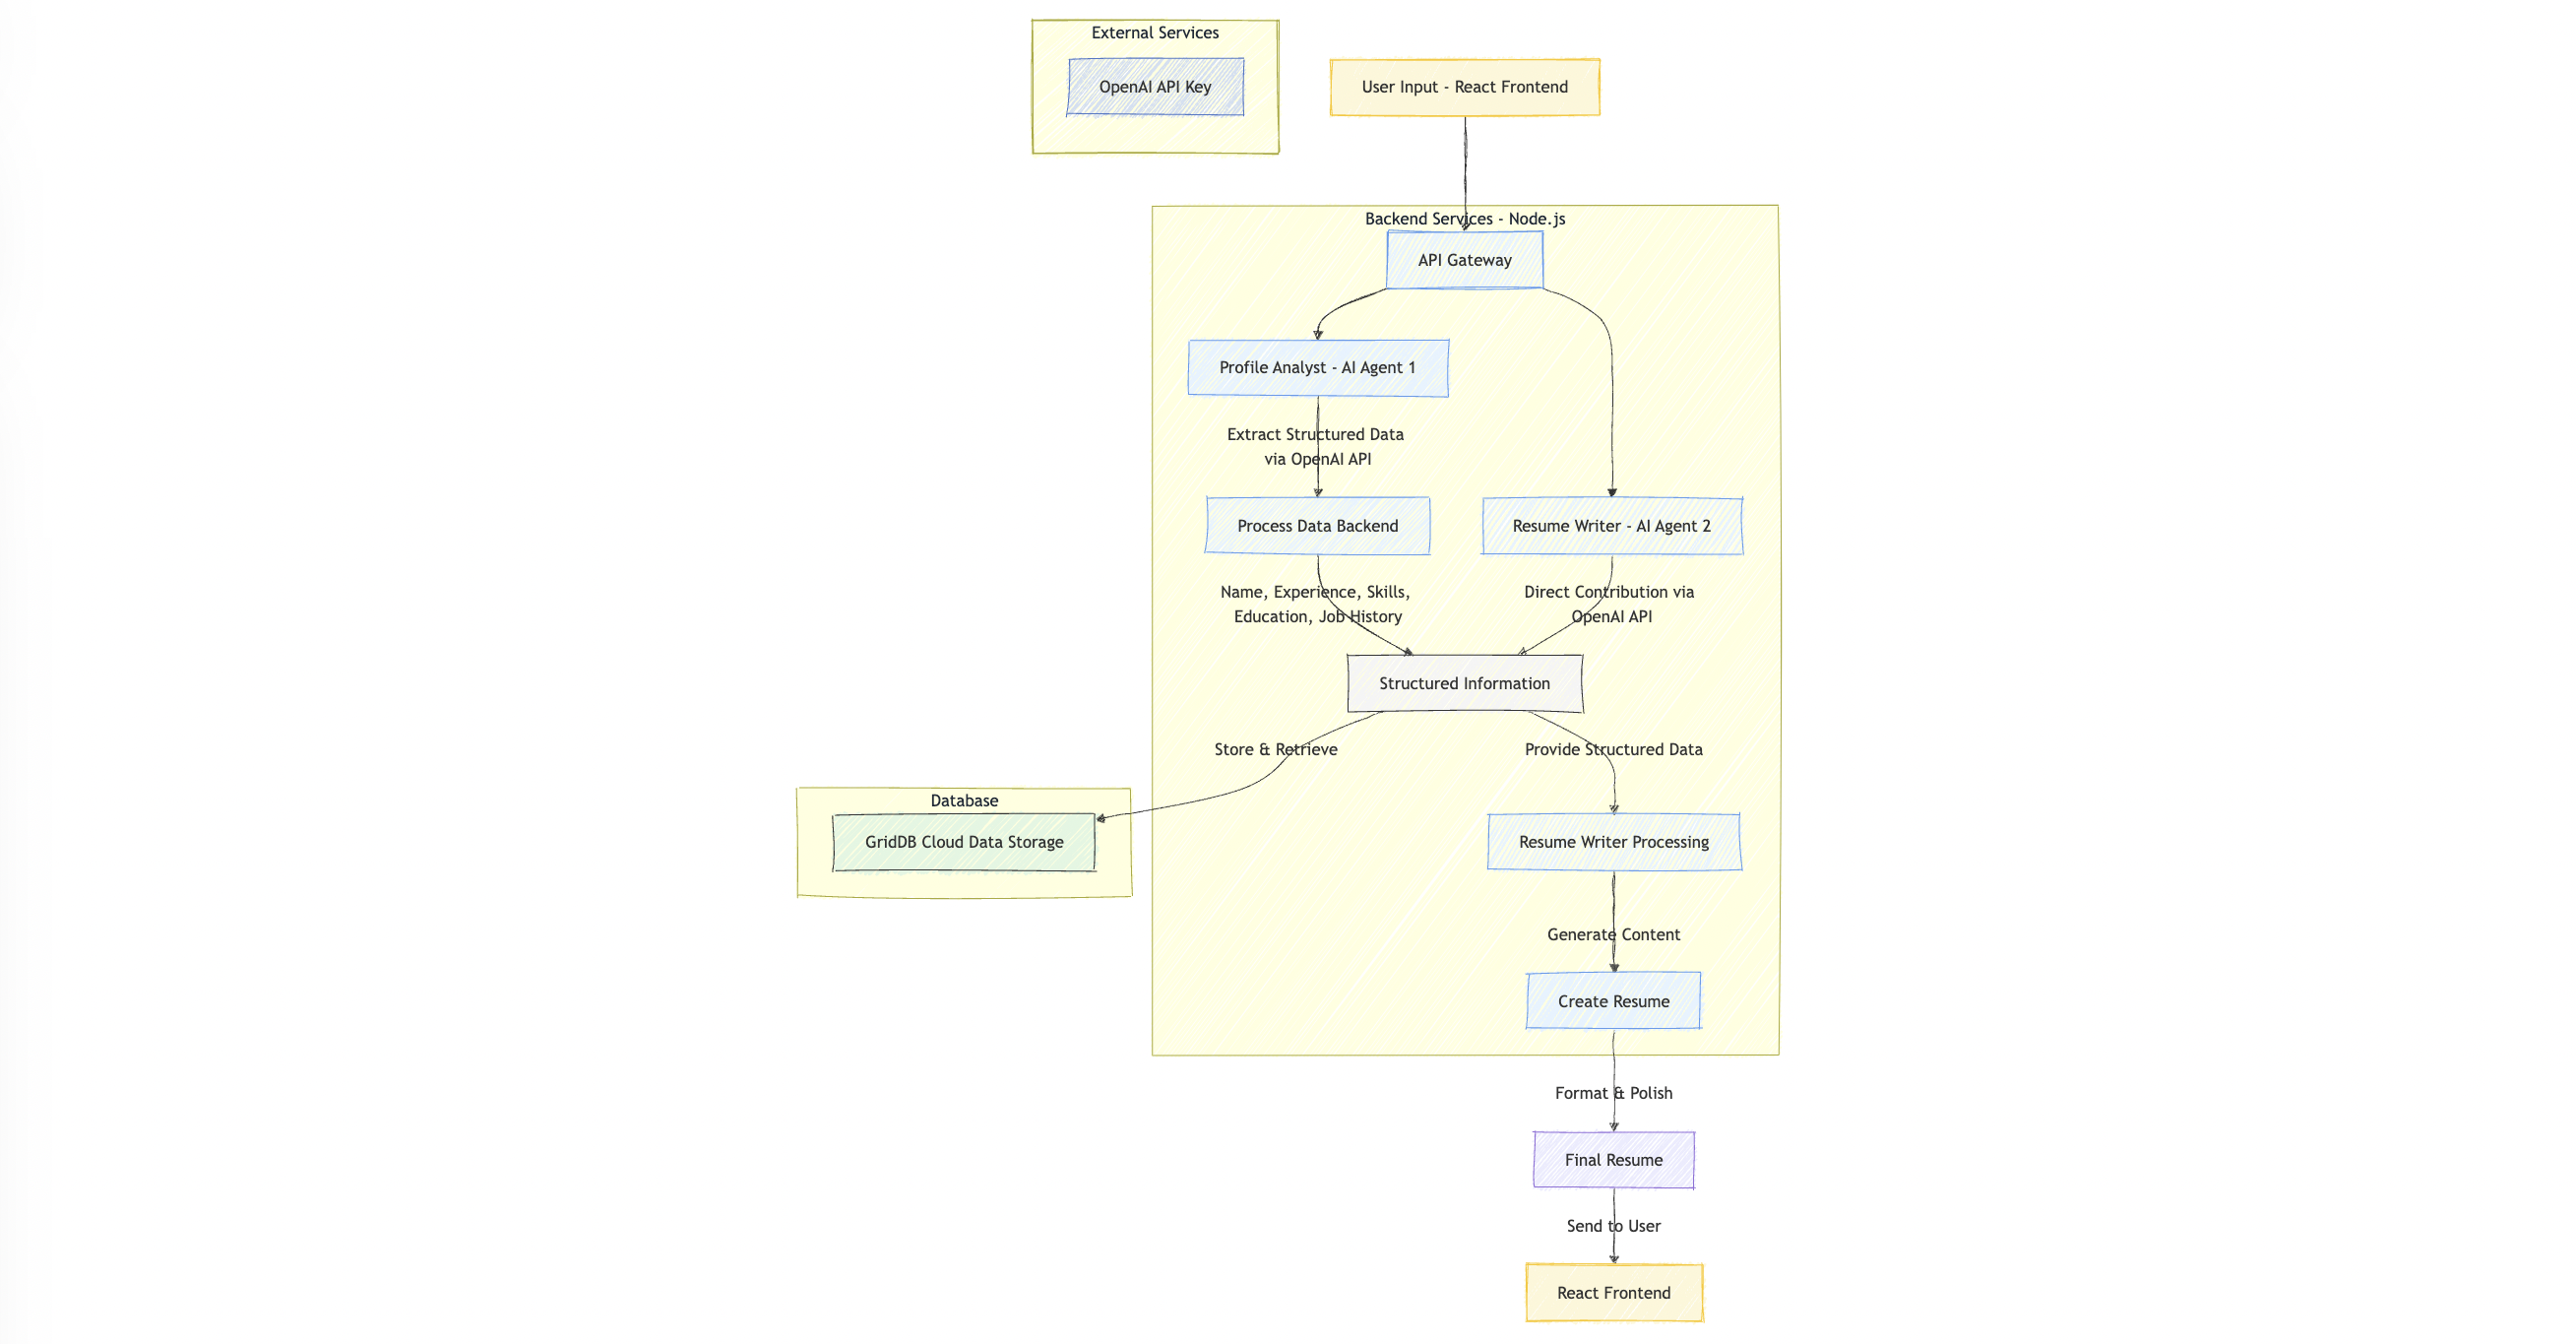 External Services
OpenAI API Key
User Input - React Frontend
Backend Services - Node.js
API Gateway
Profile Analyst - AI Agent 1
Extract Structured Data
via OpenAI API
Process Data Backend
Resume Writer - AI Agent 2
Name, Experience, Skills,
Education, Job History
Direct Contribution via
OpenAI API
Structured Information
Store & Retrieve
Provide Structured Data
Database
GridDB Cloud Data Storage
Resume Writer Processing
Generate Content
Create Resume
Format & Polish
Final Resume
Send to User
React Frontend